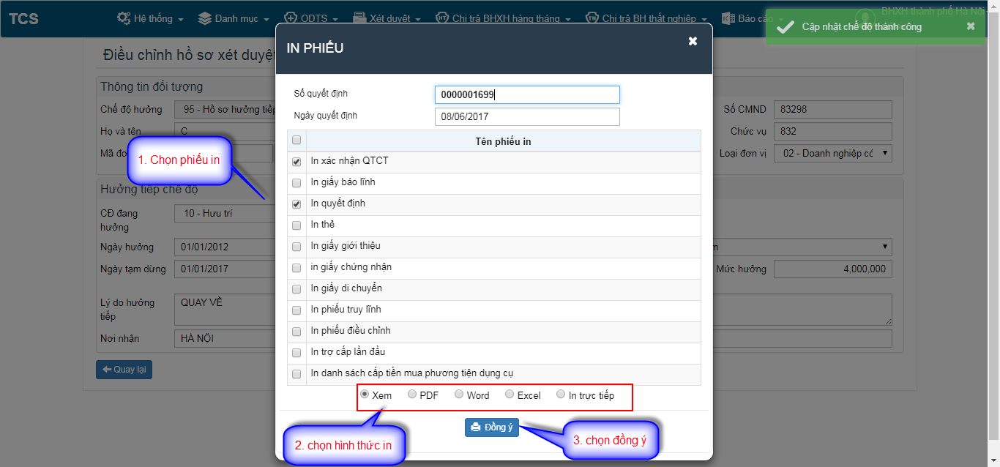 TCS
Hệ thống
Danh mục
ODTS
Xét duyệt
Chi trả BHXH hàng tháng
Chi trả BH thất nghiệp
Báo cáo
BHXH thành phố Hà Nội
Cập nhật chế độ thành công
Điều chỉnh hồ sơ xét duyệt
IN PHIẾU
Thông tin đối tượng
Chế độ hưởng 95 - Hồ sơ hưởng tiếp
Họ và tên C
Mã đơ
Số CMND 83298
Chức vụ 832
Loại đơn vị 02 - Doanh nghiệp có
1. Chọn phiếu in
Hưởng tiếp chế độ
CĐ đang
hưởng
10 - Hưu trí
Ngày hưởng 01/01/2012
Ngày tạm dừng 01/01/2017
Mức hưởng 4,000,000
Lý do hưởng
tiếp
QUAY VỀ
Nơi nhận HÀ NỘI
Quay lại
Số quyết định 0000001699
Ngày quyết định 08/06/2017
Tên phiếu in
In xác nhận QTCT
In giấy báo lĩnh
In quyết định
In thẻ
In giấy giới thiệu
in giấy chứng nhận
In giấy di chuyển
In phiếu truy lĩnh
In phiếu điều chỉnh
In trợ cấp lần đầu
In danh sách cấp tiền mua phương tiện dụng cụ
Xem PDF Word Excel In trực tiếp
Đồng ý
2. chọn hình thức in
3. chọn đồng ý